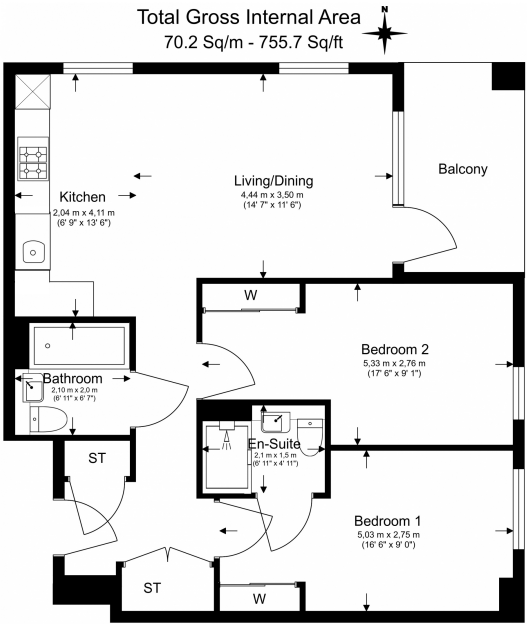 Total Gross Internal Area
70.2 Sq/m - 755.7 Sq/ft
N
Balcony
Living/Dining
4,44 m x 3,50 m
(14' 7" x 11' 6")
Kitchen
2,04 m x 4,11 m
(6' 9" x 13' 6")
W
Bedroom 2
5,33 m x 2,76 m
(17' 6" x 9' 1")
Bathroom
2,10 m x 2,0 m
(6' 11" x 6' 7")
En-Suite
2,1 m x 1,5 m
(6' 11" x 4' 11")
ST
Bedroom 1
5,03 m x 2,75 m
(16' 6" x 9' 0")
ST
W